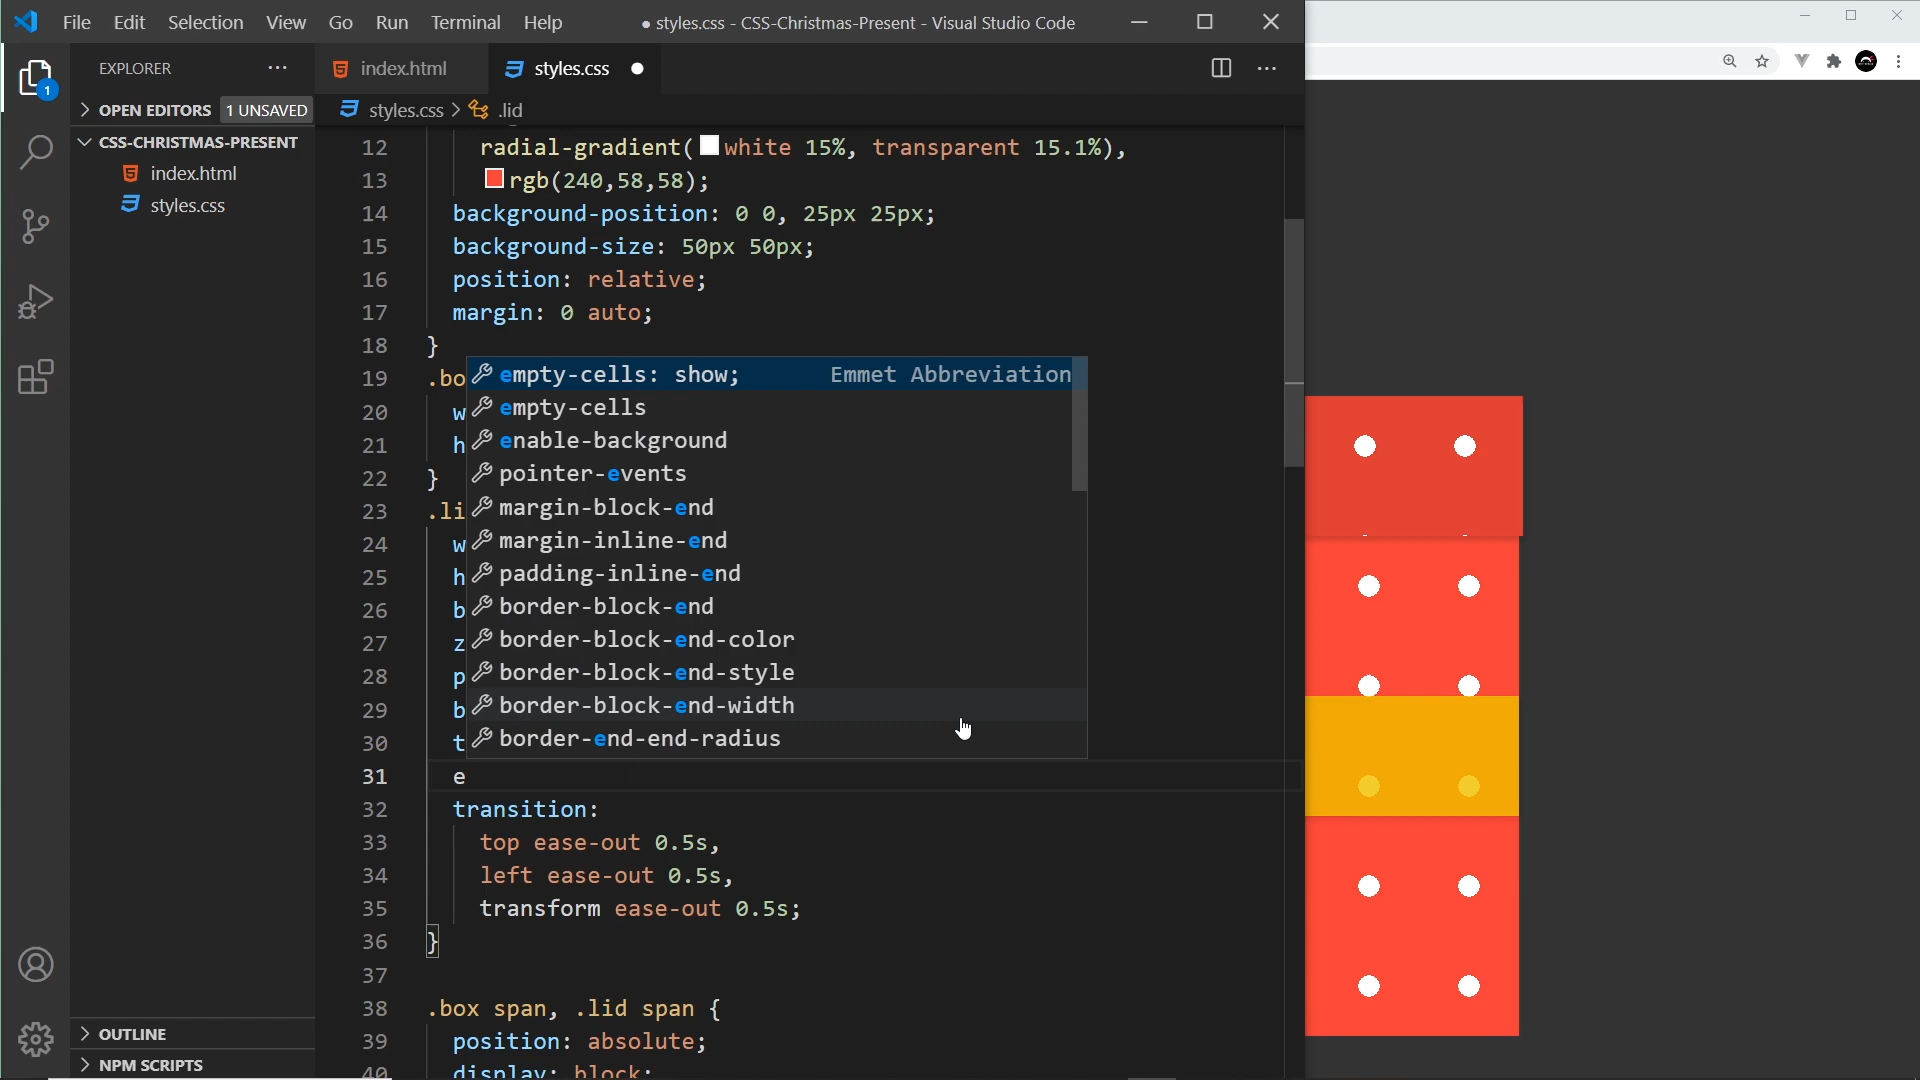 File Edit Selection View Go Run Terminal Help
● styles.css - CSS-Christmas-Present - Visual Studio Code
EXPLORER
1
OPEN EDITORS 1 UNSAVED
CSS-CHRISTMAS-PRESENT
index.html
styles.css
OUTLINE
NPM SCRIPTS
index.html styles.css
styles.css > .lid
12 radial-gradient(white 15%, transparent 15.1%),
13 rgb(240,58,58);
14 background-position: 0 0, 25px 25px;
15 background-size: 50px 50px;
16 position: relative;
17 margin: 0 auto;
18 }
19 .bo
20 w
21 h
22 }
23 .li
24 w
25 h
26 b
27 z
28 p
29 b
30 t
empty-cells: show; Emmet Abbreviation
empty-cells
enable-background
pointer-events
margin-block-end
margin-inline-end
padding-inline-end
border-block-end
border-block-end-color
border-block-end-style
border-block-end-width
border-end-end-radius
31 e
32 transition:
33 top ease-out 0.5s,
34 left ease-out 0.5s,
35 transform ease-out 0.5s;
36 }
37
38 .box span, .lid span {
39 position: absolute;
40 display: block;